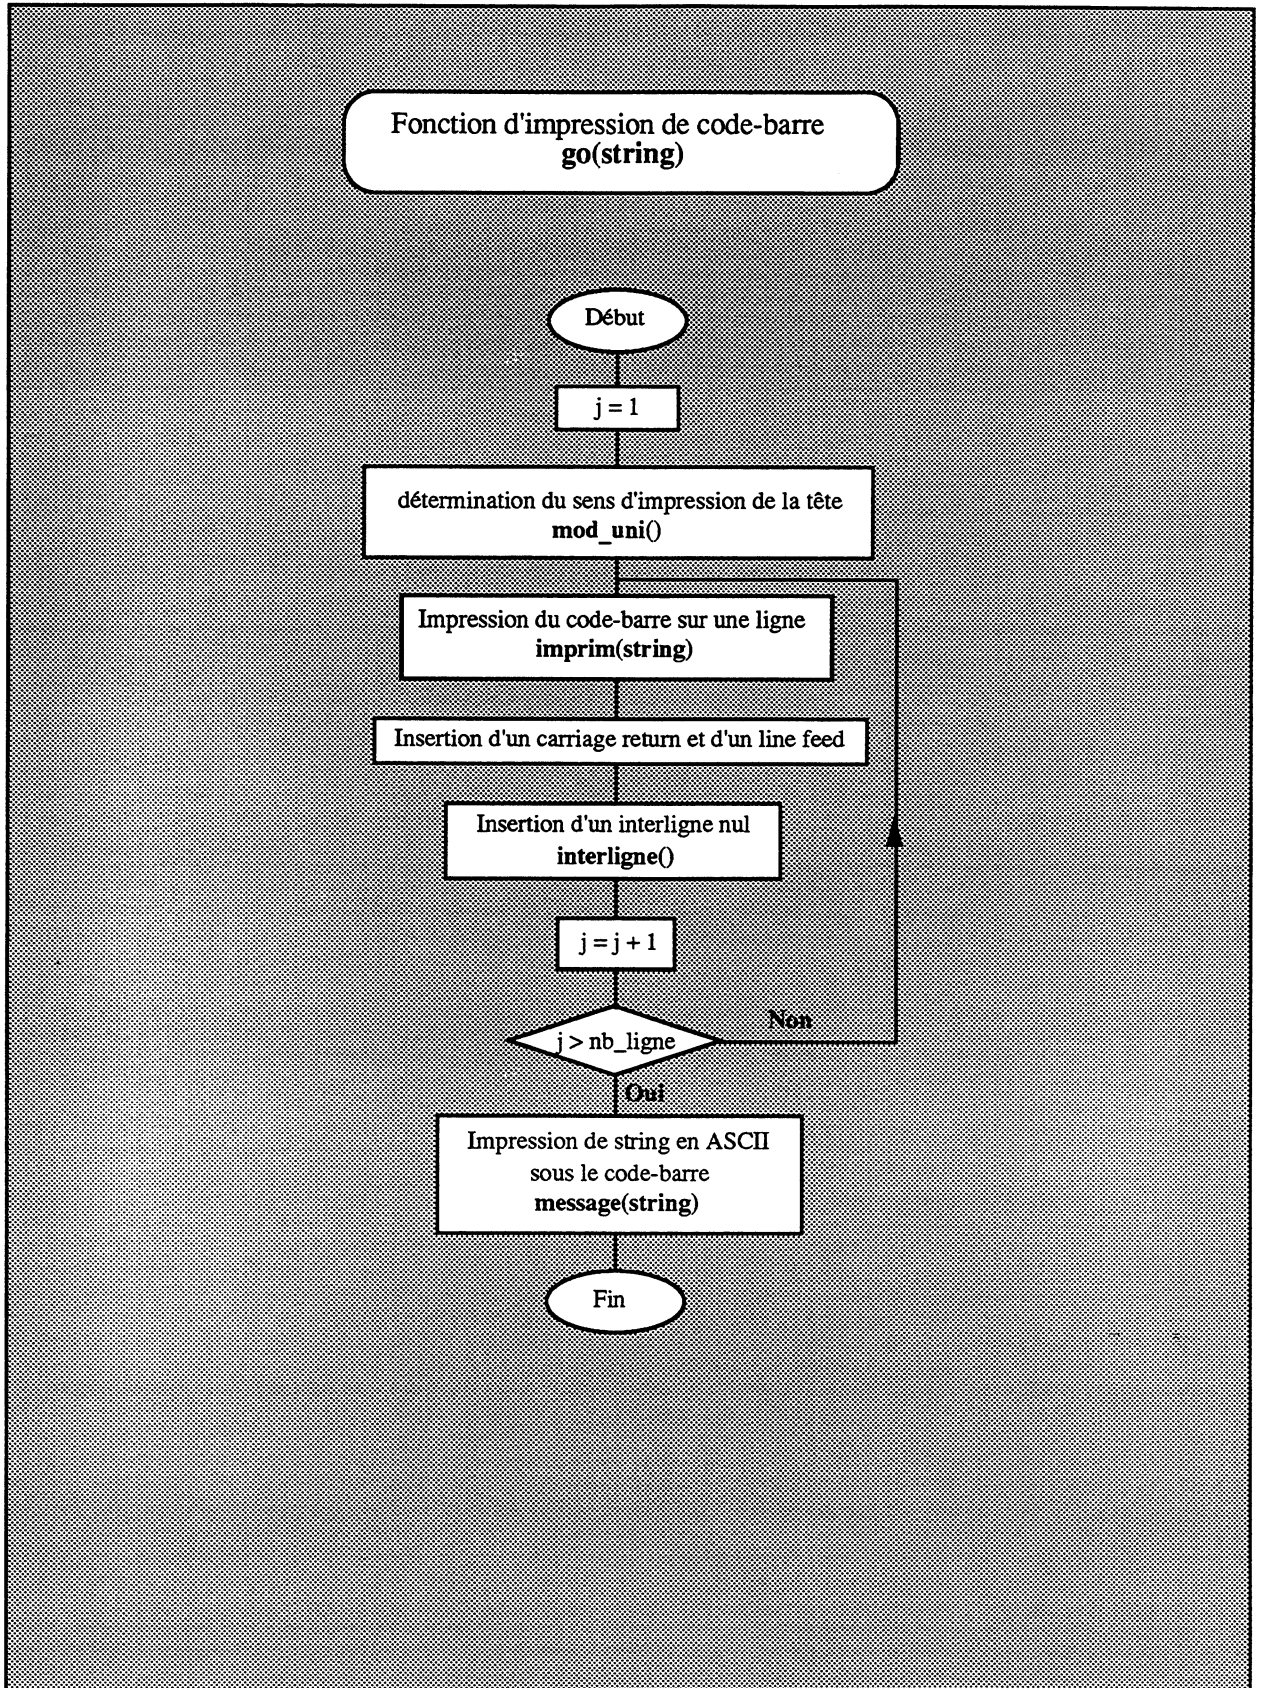 Fonction d'impression de code-barre
go(string)
Début
j = 1
détermination du sens d'impression de la tête
mod_uni()
Impression du code-barre sur une ligne
imprim(string)
Insertion d'un carriage return et d'un line feed
Insertion d'un interligne nul
interligne()
j = j + 1
j > nb_ligne
Non
Oui
Impression de string en ASCII
sous le code-barre
message(string)
Fin